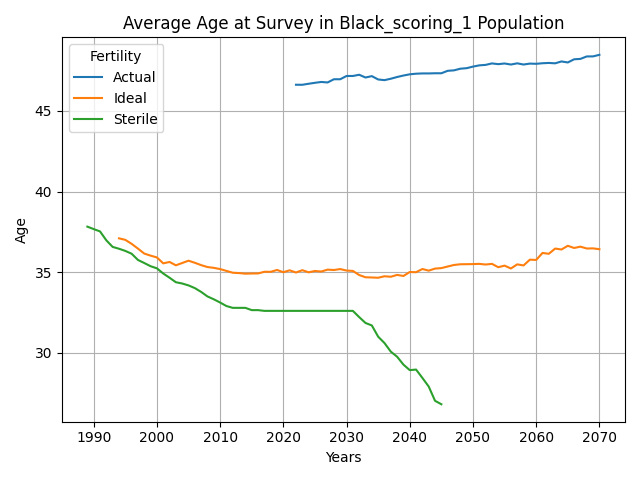 Average Age at Survey in Black_scoring_1 Population
Fertility
Actual
Ideal
Sterile
Age
45
40
35
30
1990 2000 2010 2020 2030 2040 2050 2060 2070
Years